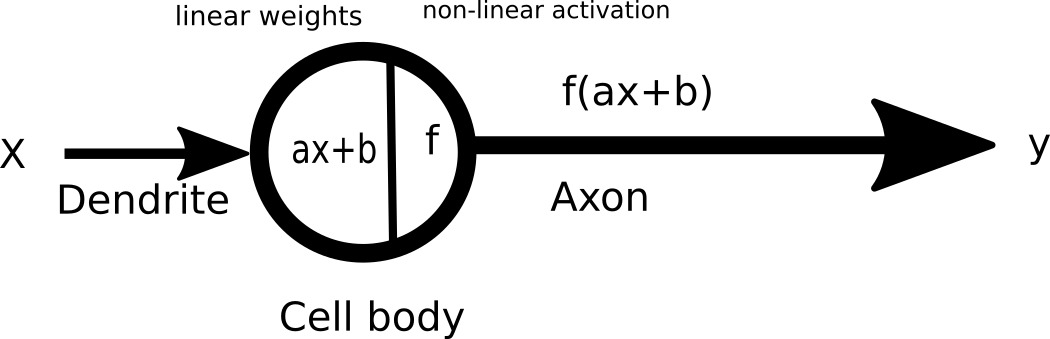 linear weights
non-linear activation
f(ax+b)
X
ax+b
f
y
Dendrite
Axon
Cell body